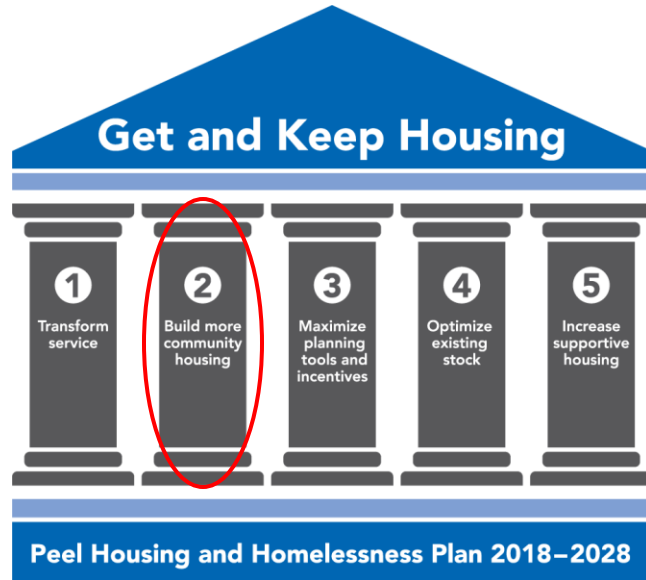 Get and Keep Housing
1
Transform
service
2
Build more
community
housing
3
Maximize
planning
tools and
incentives
4
Optimize
existing
stock
5
Increase
supportive
housing
Peel Housing and Homelessness Plan 2018–2028